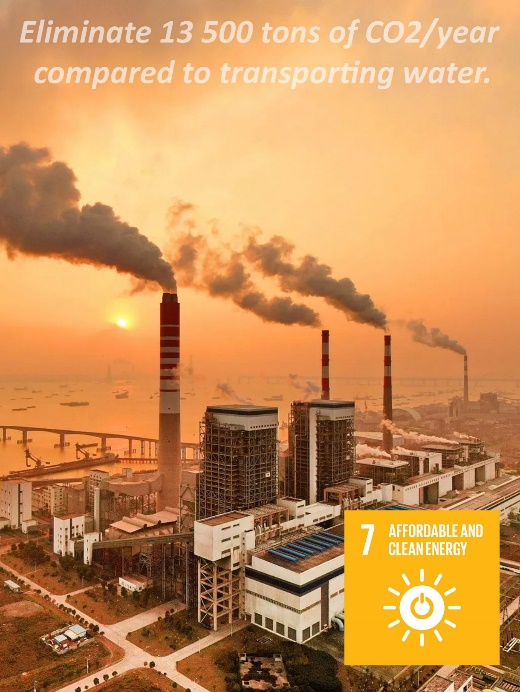 Eliminate 13 500 tons of CO2/year
compared to transporting water.
7 AFFORDABLE AND
CLEAN ENERGY